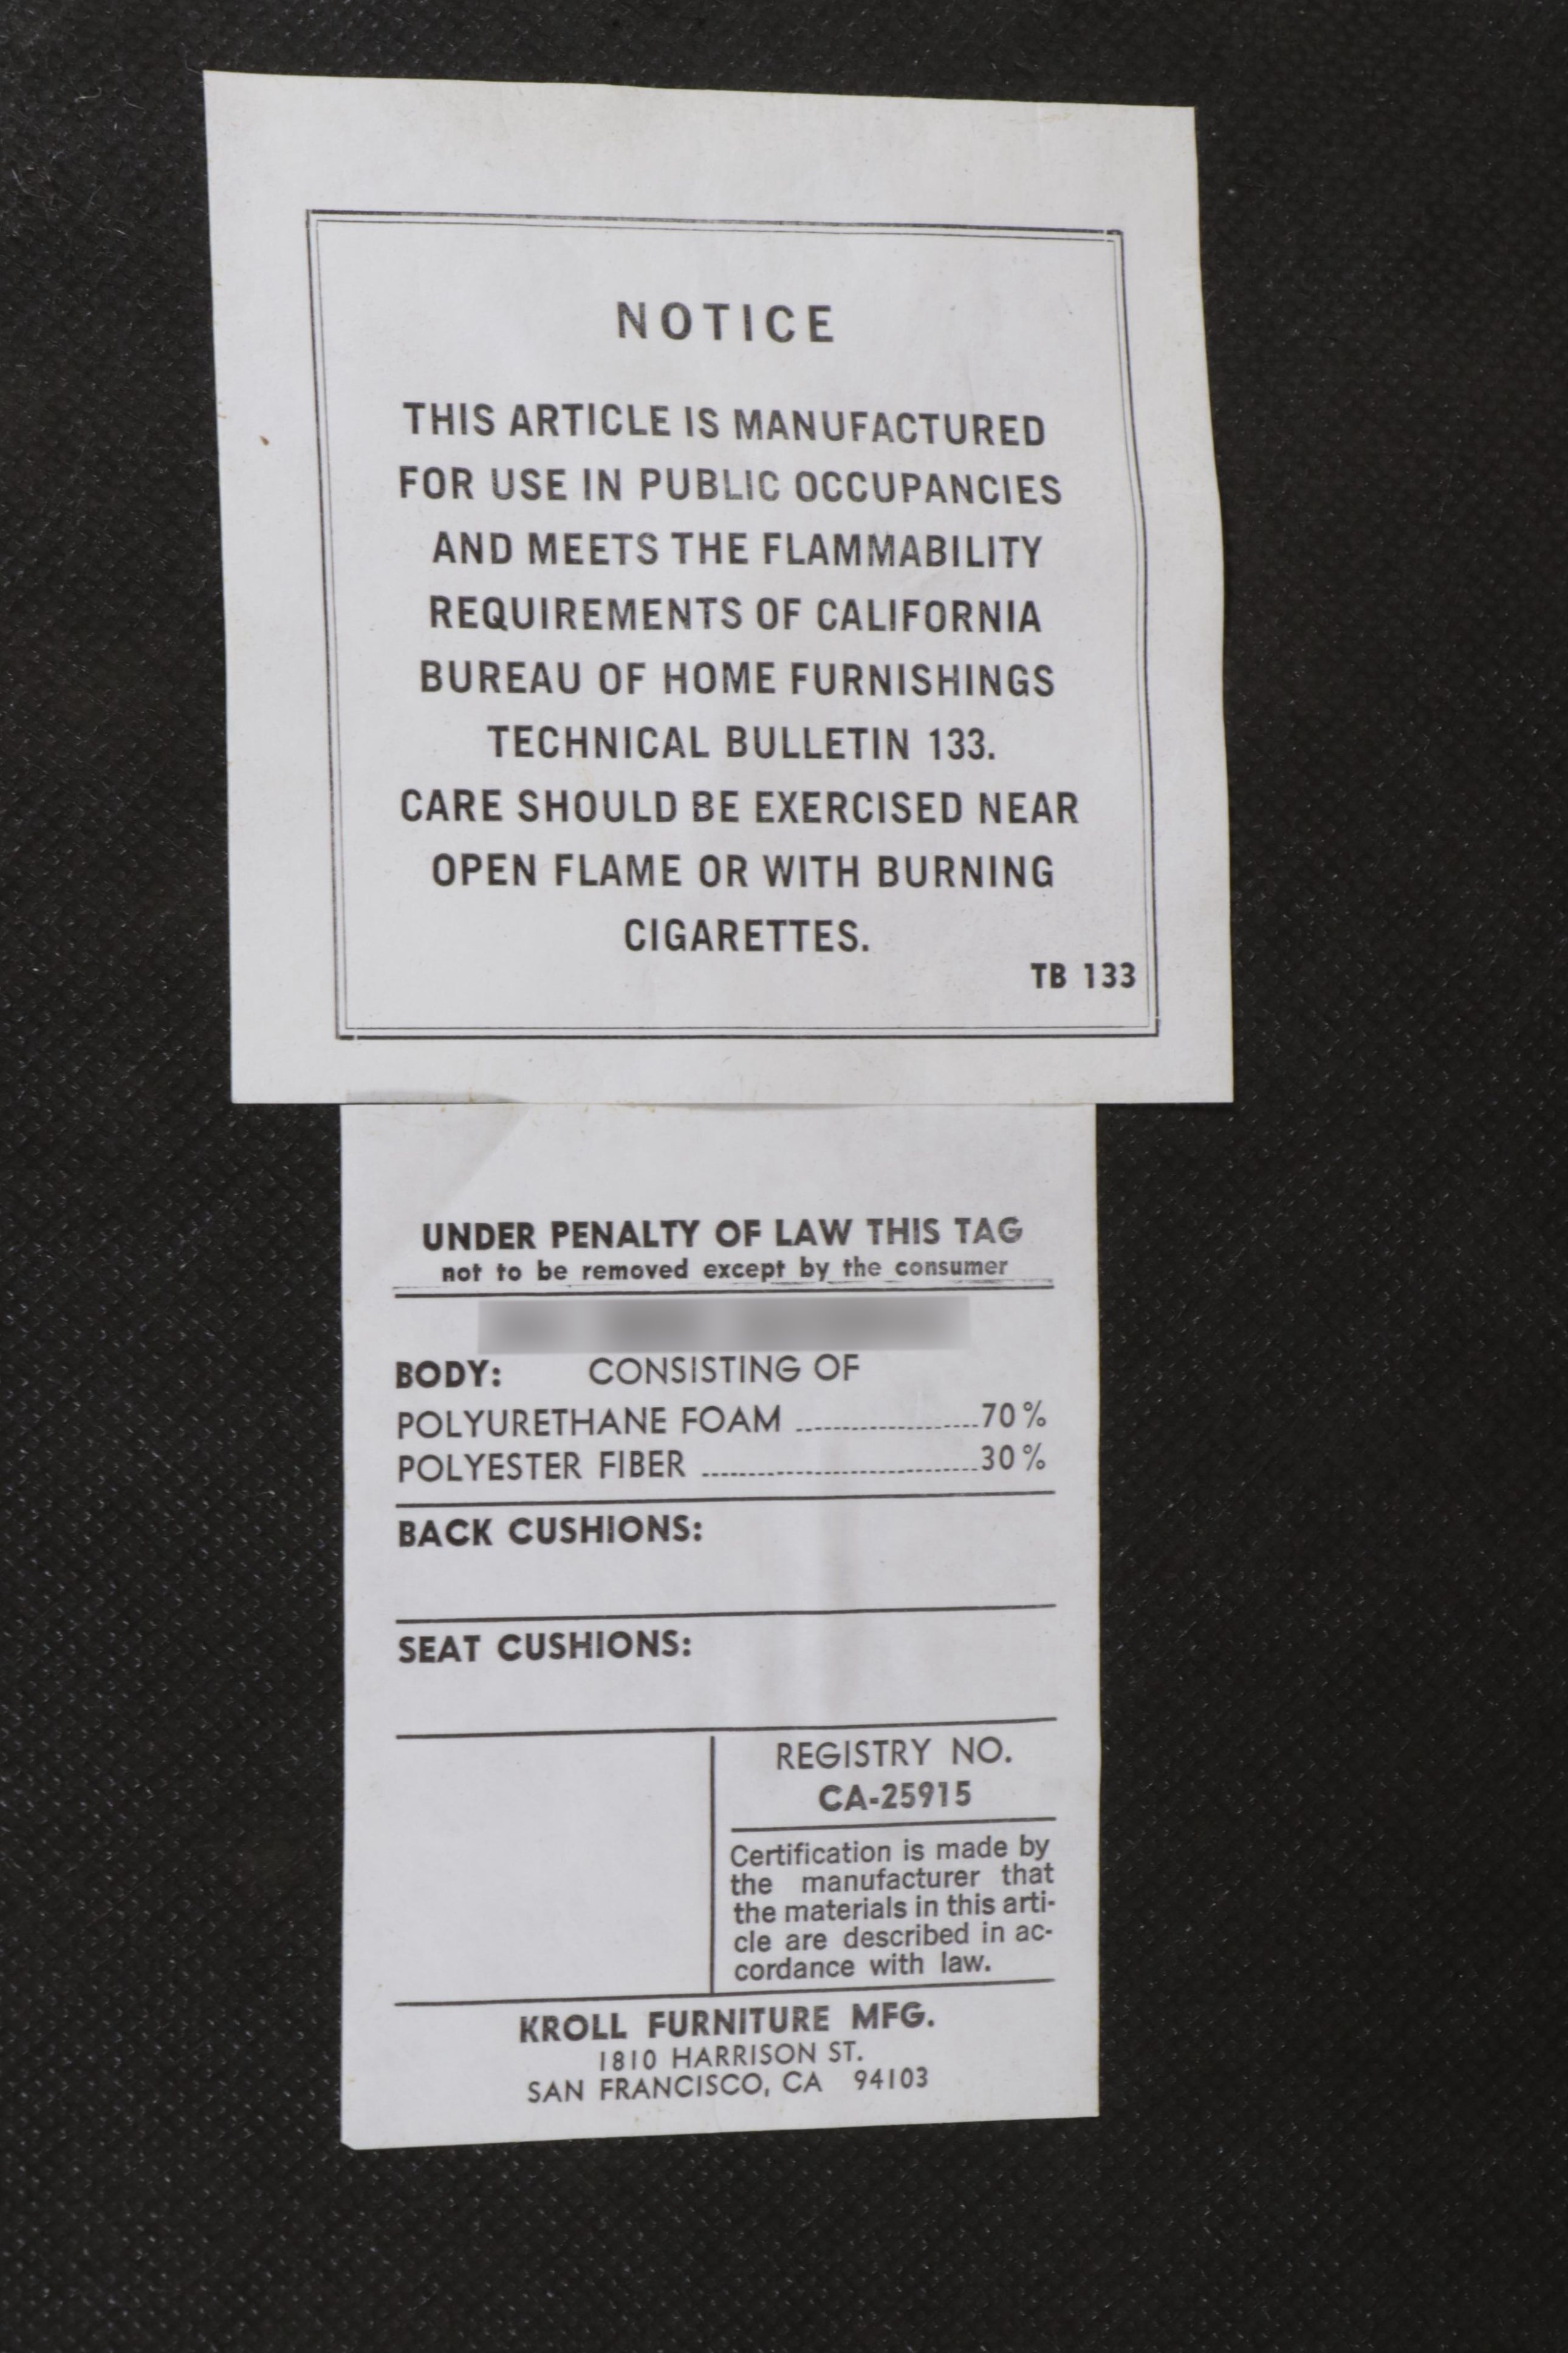 NOTICE
THIS ARTICLE IS MANUFACTURED
FOR USE IN PUBLIC OCCUPANCIES
AND MEETS THE FLAMMABILITY
REQUIREMENTS OF CALIFORNIA
BUREAU OF HOME FURNISHINGS
TECHNICAL BULLETIN 133.
CARE SHOULD BE EXERCISED NEAR
OPEN FLAME OR WITH BURNING
CIGARETTES.
TB 133
UNDER PENALTY OF LAW THIS TAG
not to be removed except by the consumer
BODY: CONSISTING OF
POLYURETHANE FOAM ....................70%
POLYESTER FIBER ..............................30%
BACK CUSHIONS:
SEAT CUSHIONS:
REGISTRY NO.
CA-25915
Certification is made by
the manufacturer that
the materials in this arti-
cle are described in ac-
cordance with law.
KROLL FURNITURE MFG.
1810 HARRISON ST.
SAN FRANCISCO, CA 94103